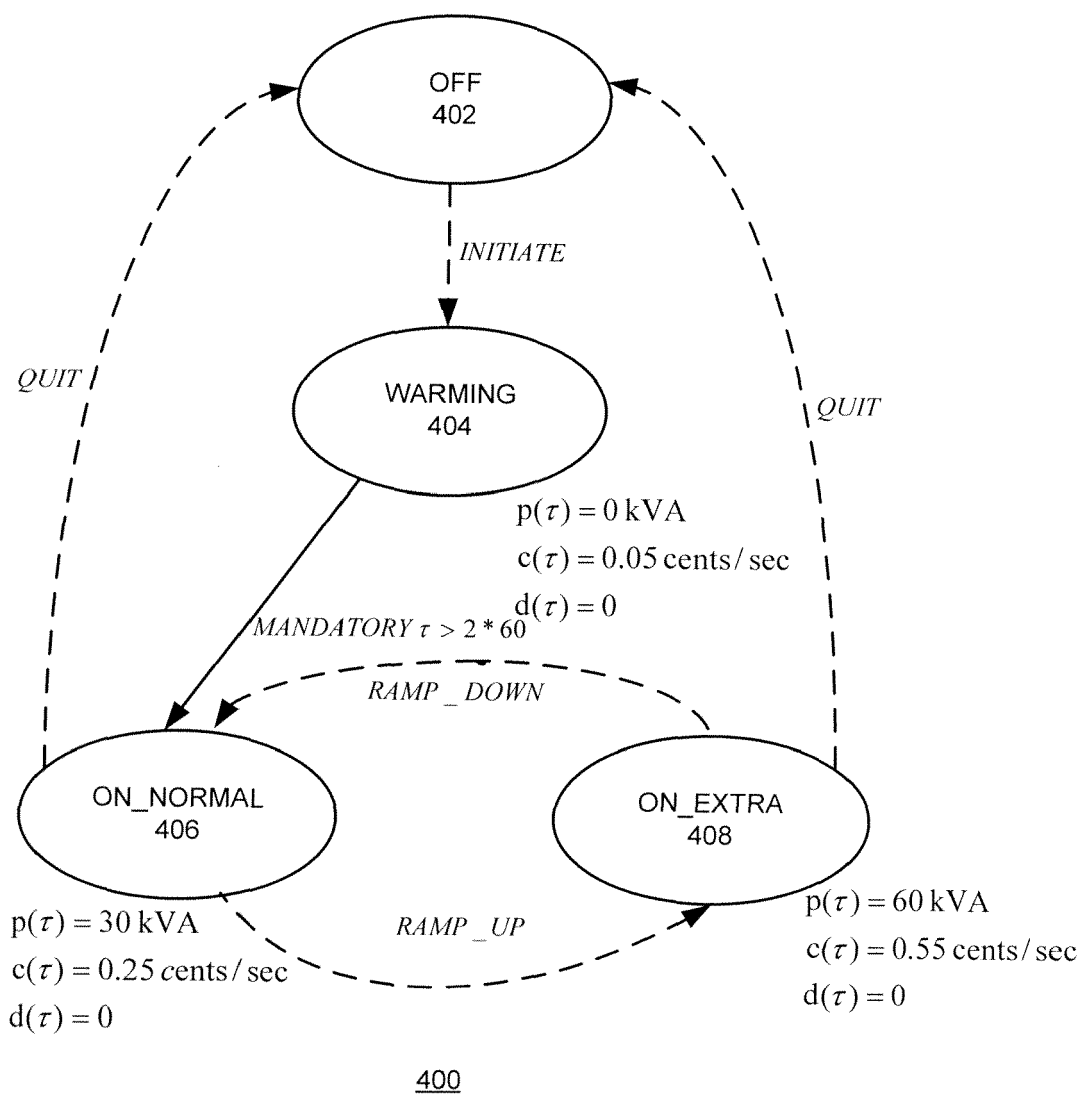 OFF
402
INITIATE
QUIT
WARMING
404
QUIT
p(τ) = 0 kVA
c(τ) = 0.05 cents/sec
d(τ) = 0
MANDATORY τ > 2 * 60
RAMP_DOWN
ON_NORMAL
406
ON_EXTRA
408
p(τ) = 30 kVA
c(τ) = 0.25 cents/sec
d(τ) = 0
RAMP_UP
p(τ) = 60 kVA
c(τ) = 0.55 cents/sec
d(τ) = 0
400